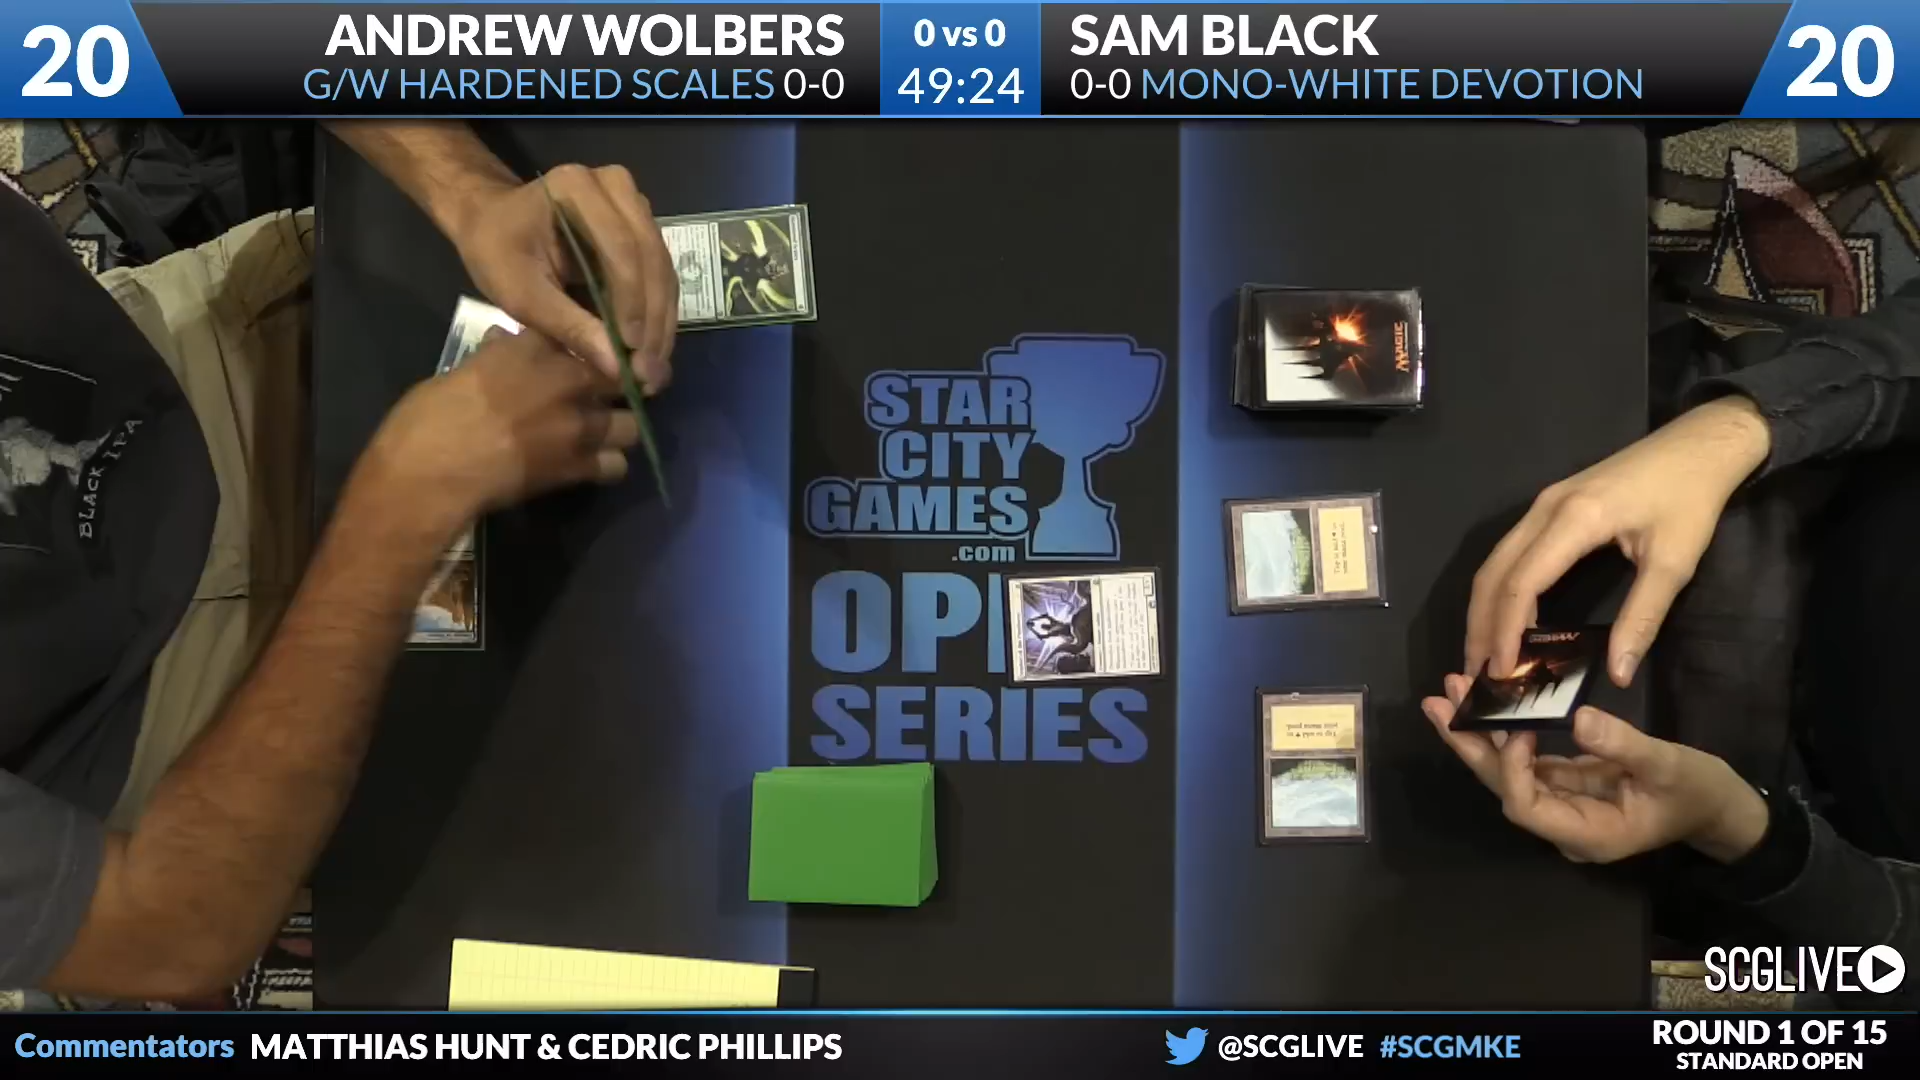 20
ANDREW WOLBERS
G/W HARDENED SCALES 0-0
0 vs 0
49:24
SAM BLACK
0-0 MONO-WHITE DEVOTION
20
STAR
CITY
GAMES
.com
OP
SERIES
BLACK IPA
MAGIC
SCGLIVE
Commentators MATTHIAS HUNT & CEDRIC PHILLIPS
@SCGLIVE #SCGMKE
ROUND 1 OF 15
STANDARD OPEN